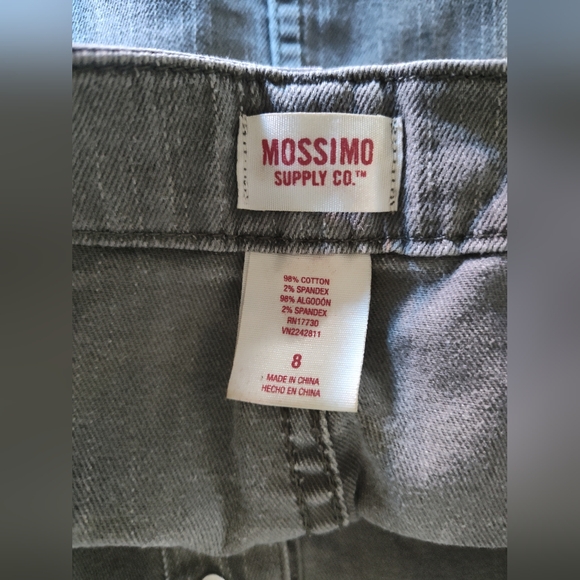 MOSSIMO
SUPPLY CO.™
98% COTTON
2% SPANDEX
98% ALGODÓN
2% SPANDEX
RN17730
VN2242811
8
MADE IN CHINA
HECHO EN CHINA